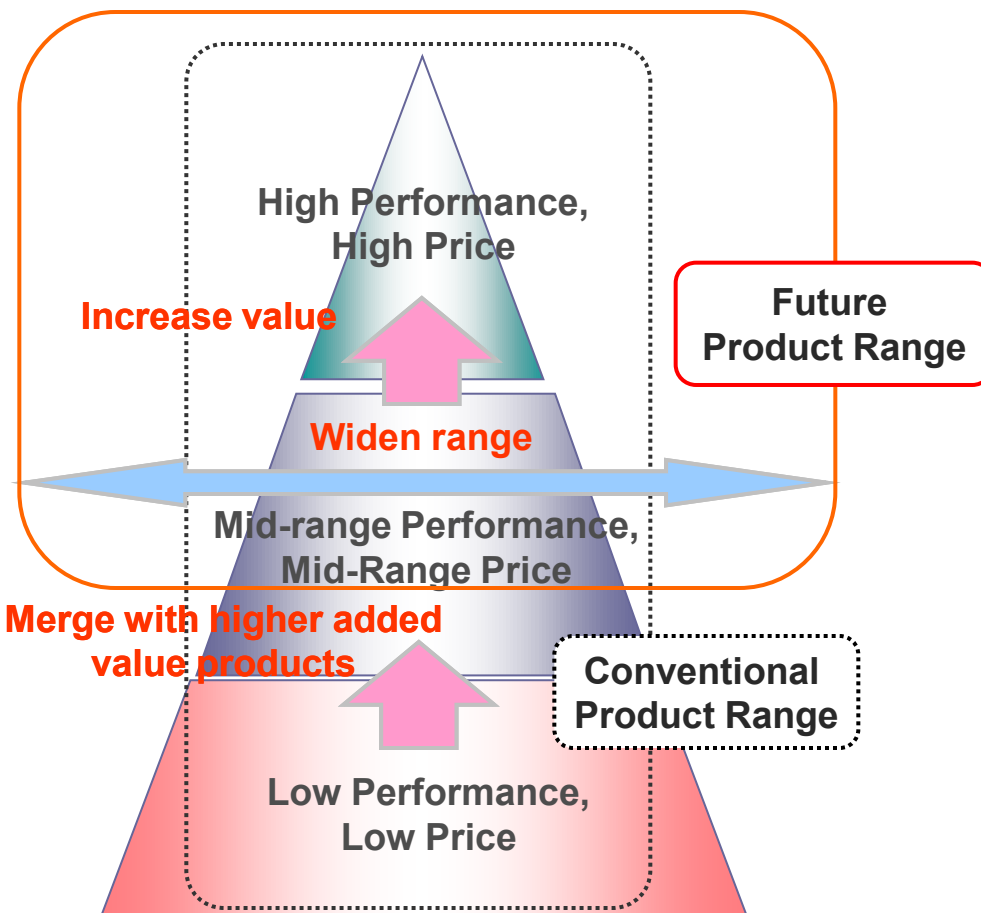 High Performance,
High Price
Increase value
Future
Product Range
Widen range
Mid-range Performance,
Mid-Range Price
Merge with higher added
value products
Conventional
Product Range
Low Performance,
Low Price